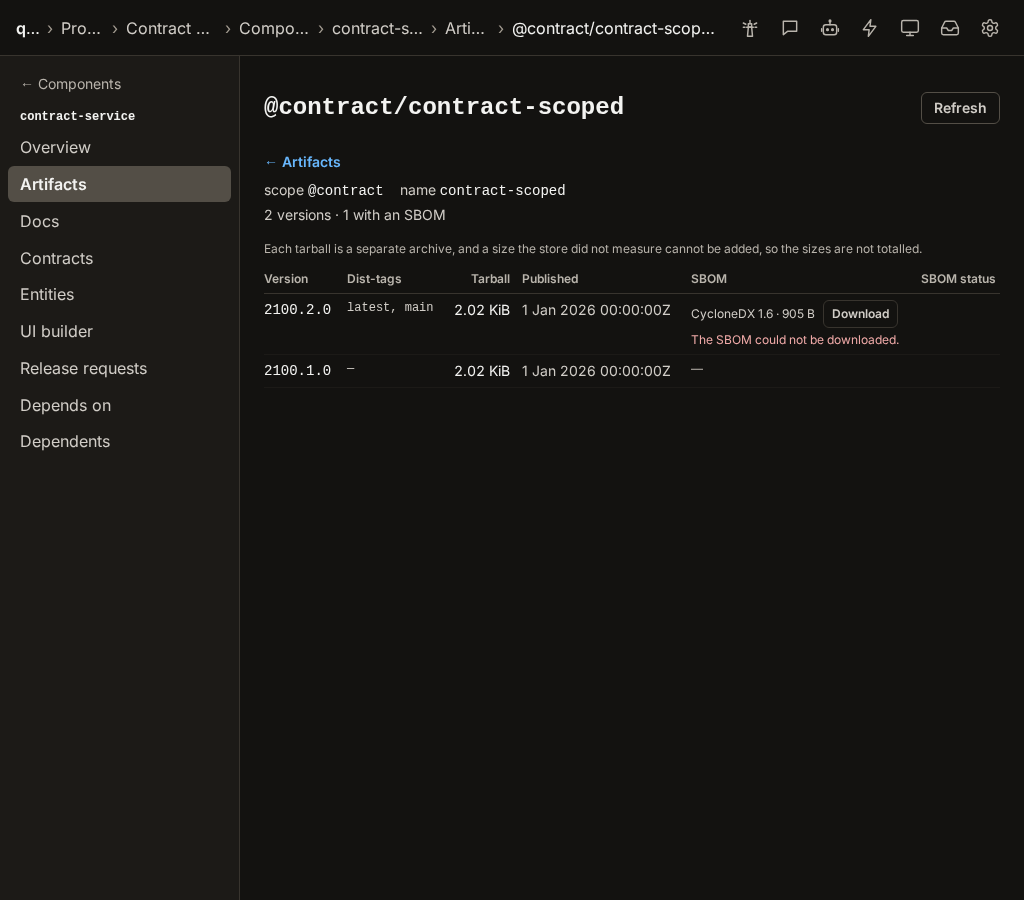 q... › Pro... › Contract ... › Compo... › contract-s... › Arti... › @contract/contract-scop...
← Components
contract-service
Overview
Artifacts
Docs
Contracts
Entities
UI builder
Release requests
Depends on
Dependents
@contract/contract-scoped
Refresh
← Artifacts
scope @contract name contract-scoped
2 versions · 1 with an SBOM
Each tarball is a separate archive, and a size the store did not measure cannot be added, so the sizes are not totalled.
Version Dist-tags Tarball Published SBOM SBOM status
2100.2.0 latest, main 2.02 KiB 1 Jan 2026 00:00:00Z CycloneDX 1.6 · 905 B Download
The SBOM could not be downloaded.
2100.1.0 — 2.02 KiB 1 Jan 2026 00:00:00Z —